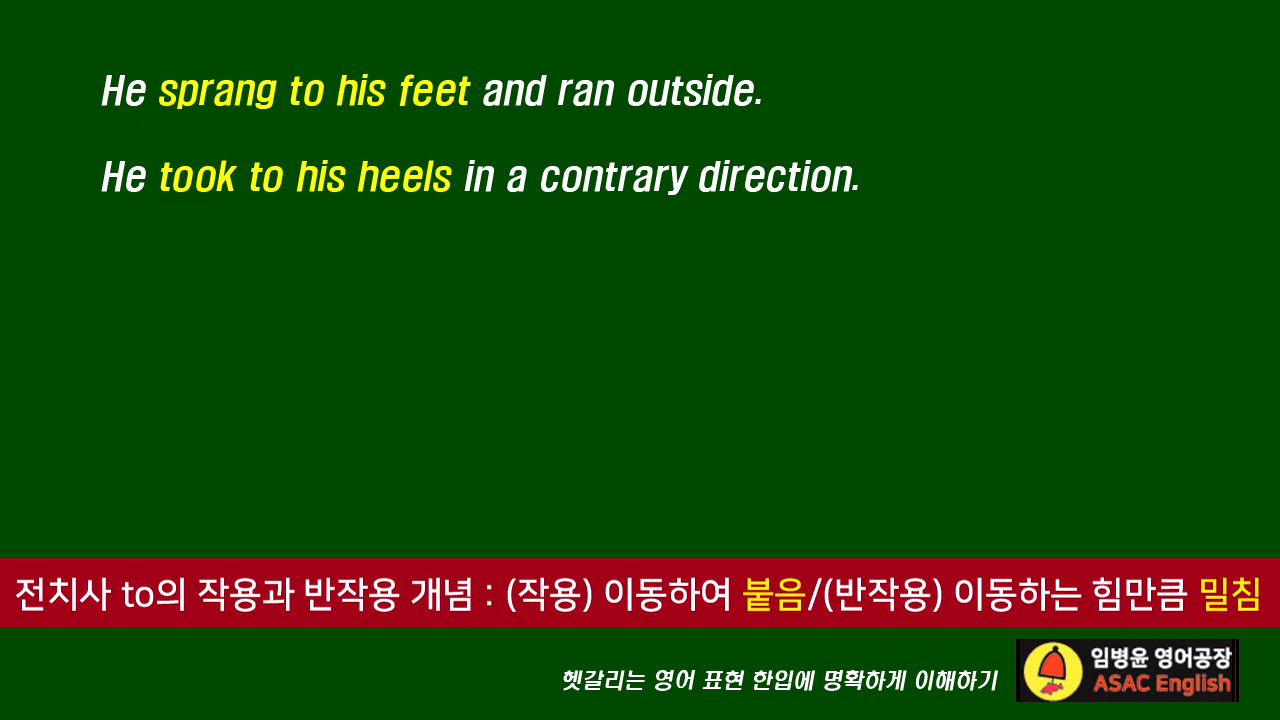 He sprang to his feet and ran outside.
He took to his heels in a contrary direction.
전치사 to의 작용과 반작용 개념 : (작용) 이동하여 붙음/(반작용) 이동하는 힘만큼 밀침
헷갈리는 영어 표현 한입에 명확하게 이해하기
임병윤 영어공장
ASAC English